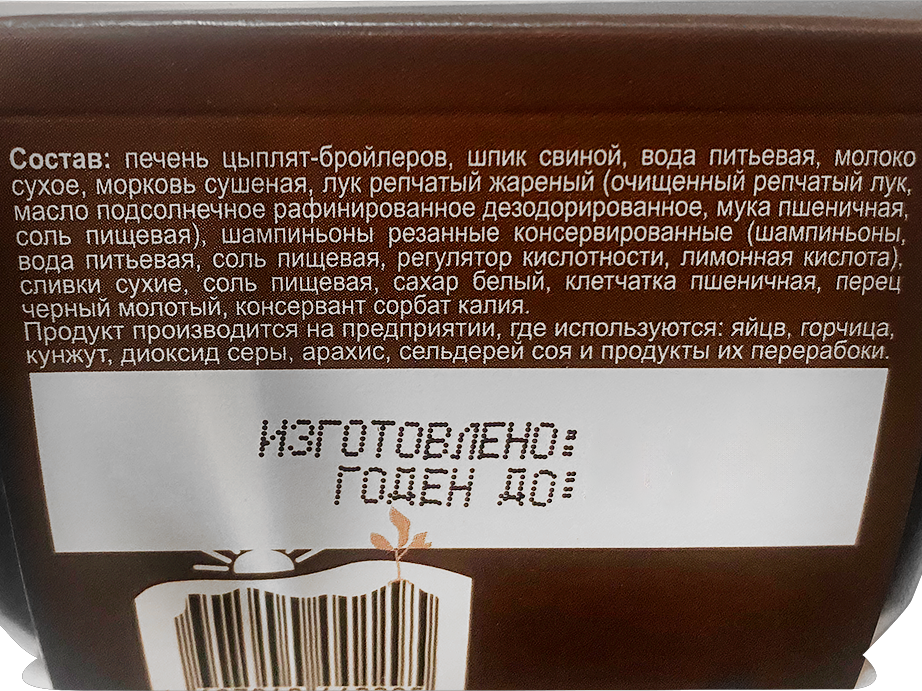 Состав: печень цыплят-бройлеров, шпик свиной, вода питьевая, молоко
сухое, морковь сушеная, лук репчатый жареный (очищенный репчатый лук,
масло подсолнечное рафинированное дезодорированное, мука пшеничная,
соль пищевая), шампиньоны резанные консервированные (шампиньоны,
вода питьевая, соль пищевая, регулятор кислотности, лимонная кислота),
сливки сухие, соль пищевая, сахар белый, клетчатка пшеничная, перец
черный молотый, консервант сорбат калия.
Продукт производится на предприятии, где используются: яйцв, горчица,
кунжут, диоксид серы, арахис, сельдерей соя и продукты их перерабоки.
ИЗГОТОВЛЕНО:
ГОДЕН ДО: